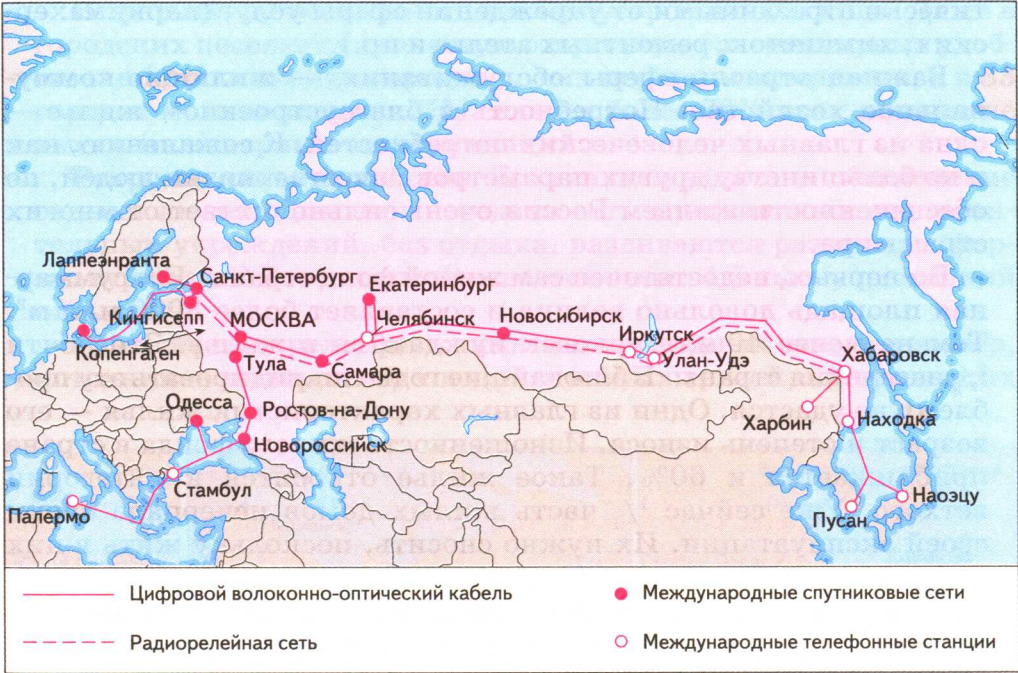 Лаппеэнранта
Санкт-Петербург
Екатеринбург
Кингисепп
МОСКВА
Челябинск
Новосибирск
Иркутск
Копенгаген
Тула
Самара
Улан-Удэ
Хабаровск
Одесса
Ростов-на-Дону
Харбин
Находка
Новороссийск
Стамбул
Наоэцу
Палермо
Пусан
Цифровой волоконно-оптический кабель
Международные спутниковые сети
Радиорелейная сеть
Международные телефонные станции